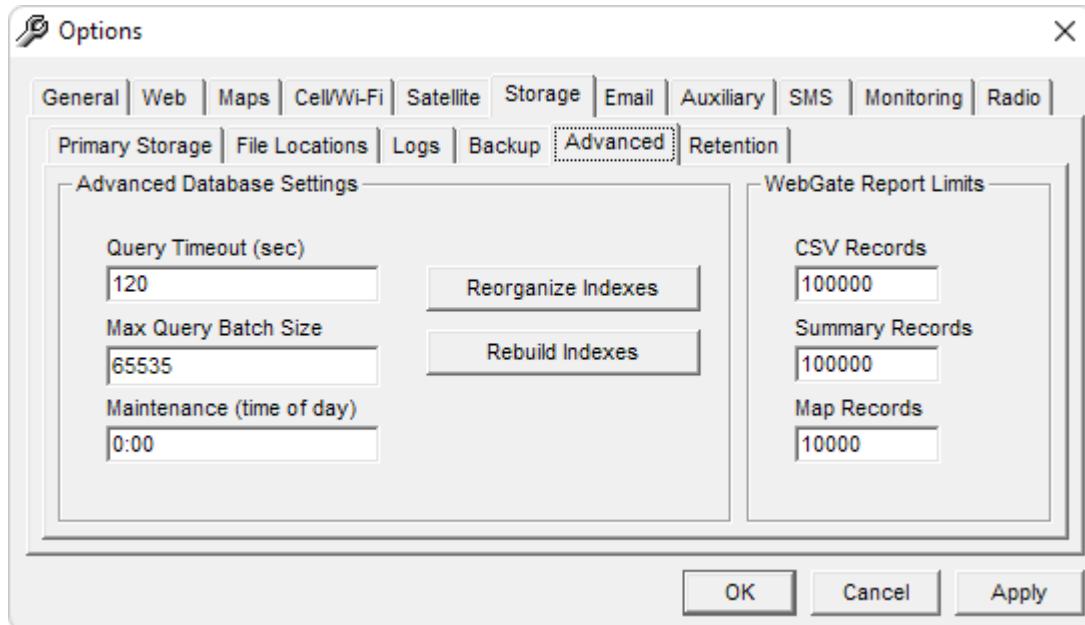 Options
General Web Maps Cell/Wi-Fi Satellite Storage Email Auxiliary SMS Monitoring Radio
Primary Storage File Locations Logs Backup Advanced Retention
Advanced Database Settings
Query Timeout (sec)
120
Max Query Batch Size
65535
Maintenance (time of day)
0:00
Reorganize Indexes
Rebuild Indexes
WebGate Report Limits
CSV Records
100000
Summary Records
100000
Map Records
10000
OK Cancel Apply